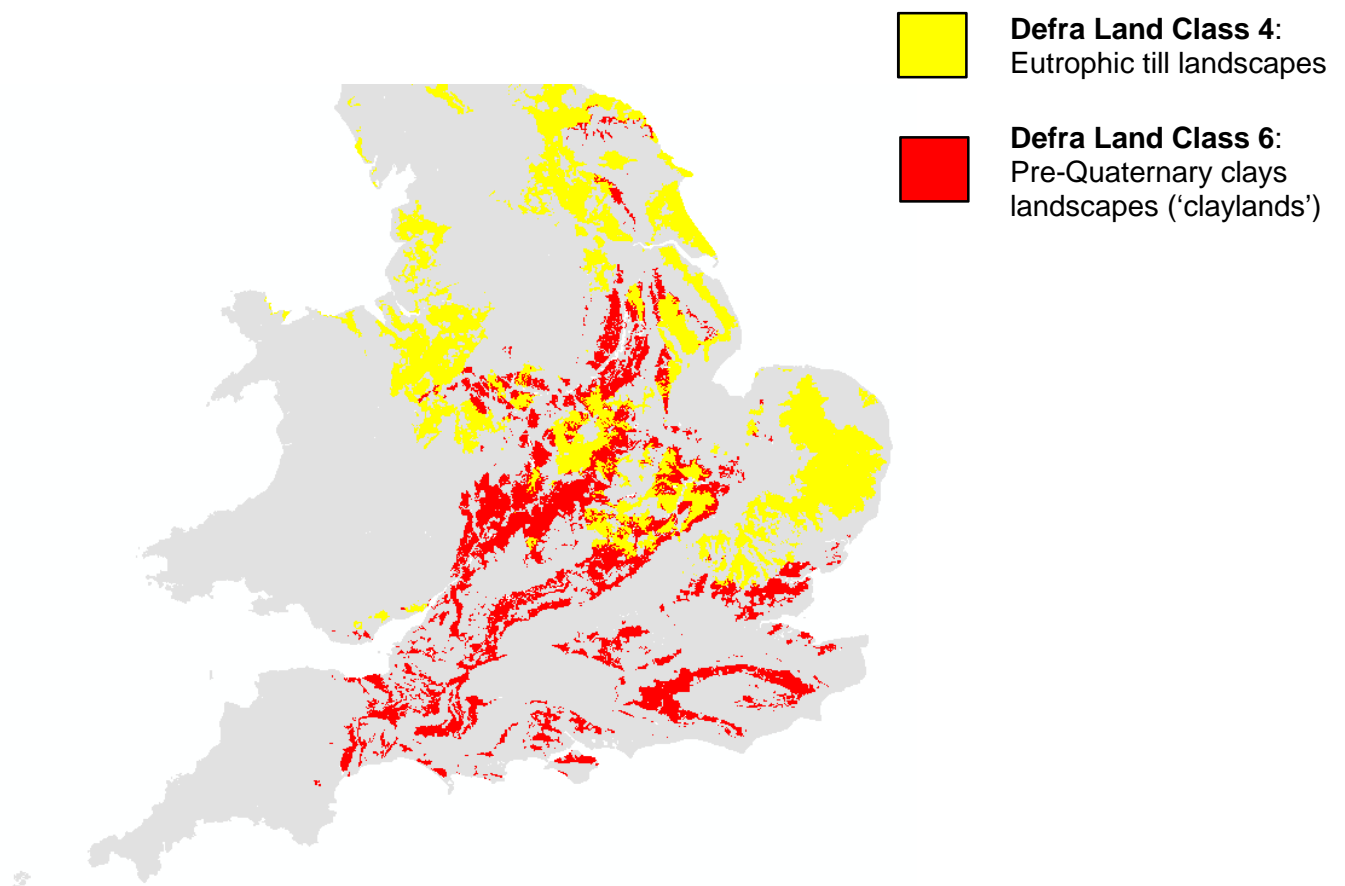 Defra Land Class 4:
Eutrophic till landscapes
Defra Land Class 6:
Pre-Quaternary clays
landscapes (‘claylands’)